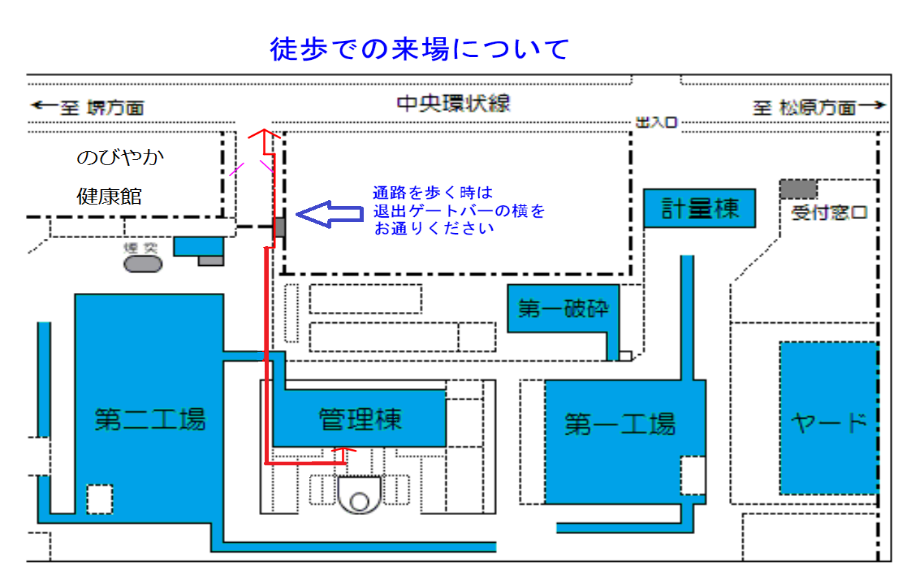 徒歩での来場について
←至 堺方面
中央環状線
至 松原方面→
出入口
のびやか
健康館
通路を歩く時は
退出ゲートバーの横を
お通りください
計量棟
受付窓口
煙突
第一破砕
第二工場
管理棟
第一工場
ヤード